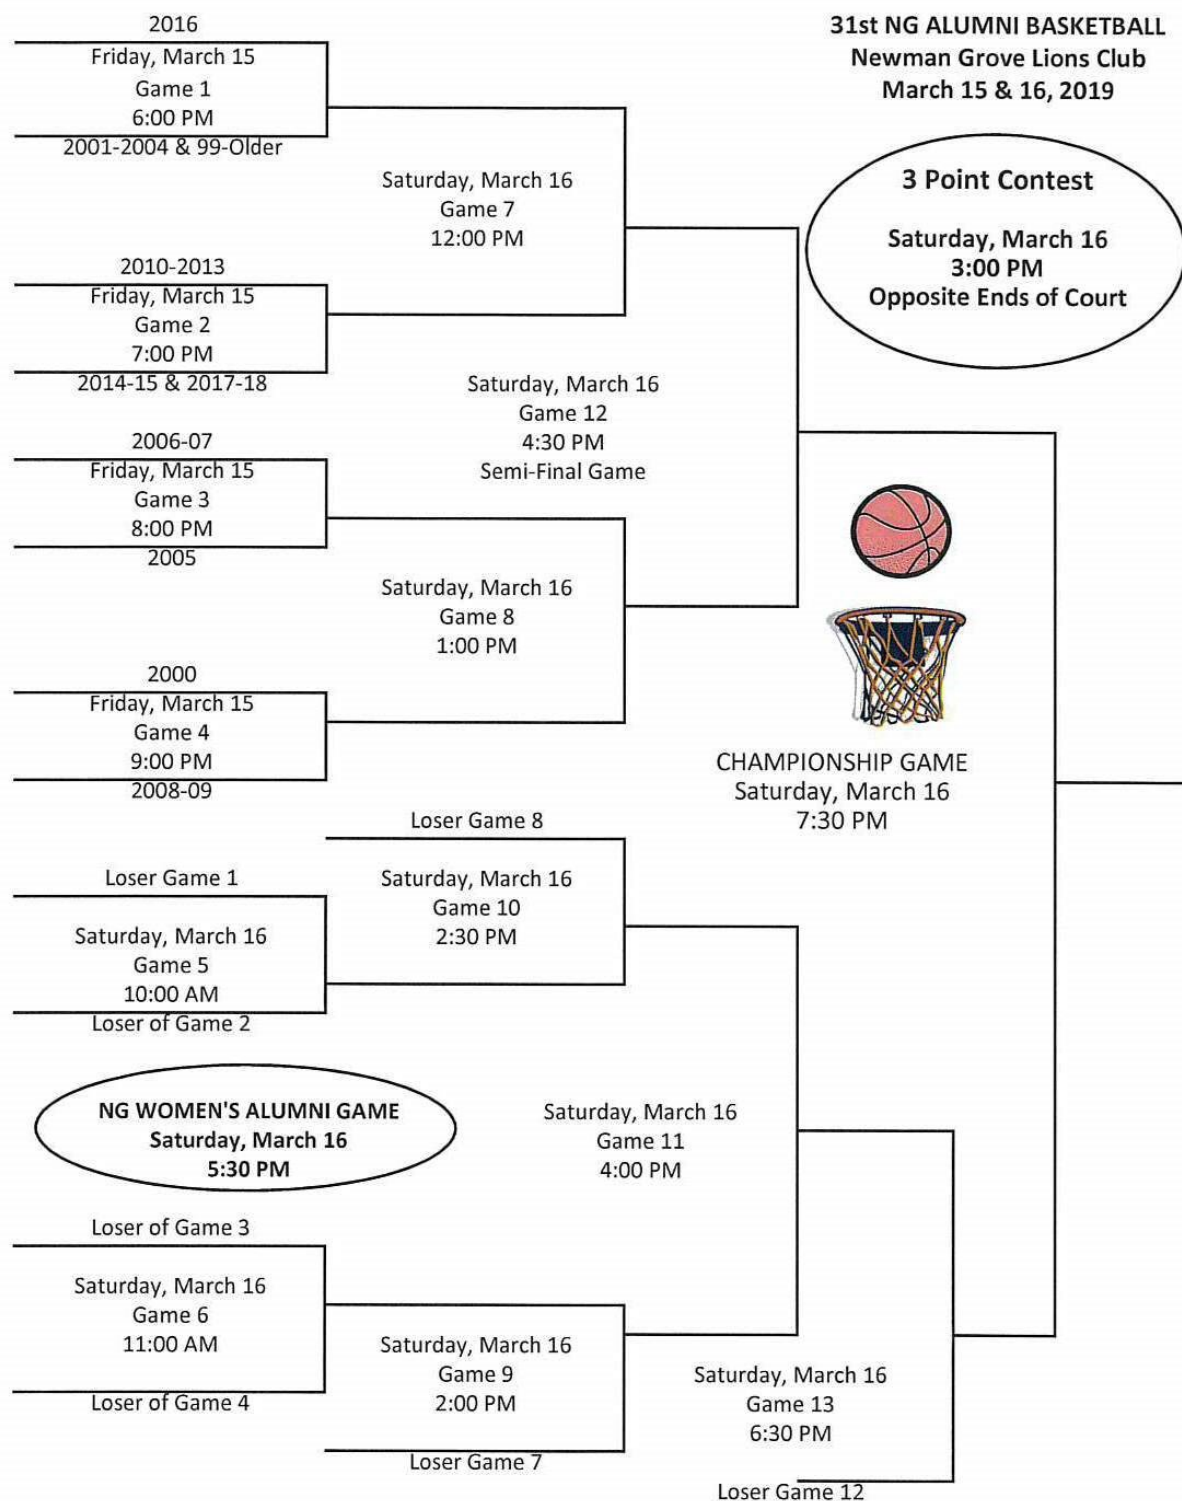 31st NG ALUMNI BASKETBALL
Newman Grove Lions Club
March 15 & 16, 2019
3 Point Contest
Saturday, March 16
3:00 PM
Opposite Ends of Court
2016
Friday, March 15
Game 1
6:00 PM
2001-2004 & 99-Older
Saturday, March 16
Game 7
12:00 PM
2010-2013
Friday, March 15
Game 2
7:00 PM
2014-15 & 2017-18
Saturday, March 16
Game 12
4:30 PM
Semi-Final Game
2006-07
Friday, March 15
Game 3
8:00 PM
2005
Saturday, March 16
Game 8
1:00 PM
2000
Friday, March 15
Game 4
9:00 PM
2008-09
CHAMPIONSHIP GAME
Saturday, March 16
7:30 PM
Loser Game 8
Saturday, March 16
Game 10
2:30 PM
Loser Game 1
Saturday, March 16
Game 5
10:00 AM
Loser of Game 2
NG WOMEN'S ALUMNI GAME
Saturday, March 16
5:30 PM
Saturday, March 16
Game 11
4:00 PM
Loser of Game 3
Saturday, March 16
Game 6
11:00 AM
Loser of Game 4
Saturday, March 16
Game 9
2:00 PM
Loser Game 7
Saturday, March 16
Game 13
6:30 PM
Loser Game 12